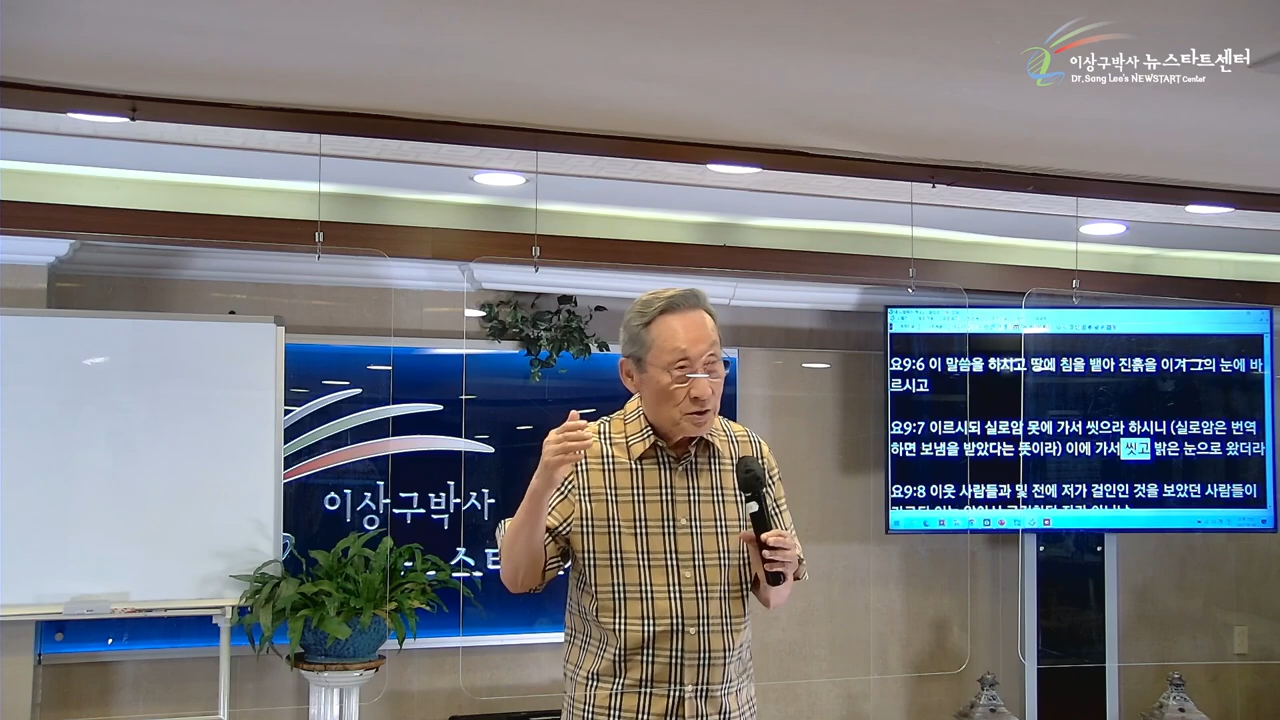 이상구박사 뉴스타트센터
Dr. Sang Lee's NEWSTART Center
이상구박사
스타
요9:6 이 말씀을 하시고 땅에 침을 뱉아 진흙을 이겨 그의 눈에 바
르시고
요9:7 이르시되 실로암 못에 가서 씻으라 하시니 (실로암은 번역
하면 보냄을 받았다는 뜻이라) 이에 가서 씻고 밝은 눈으로 왔더라
요9:8 이웃 사람들과 및 전에 저가 걸인인 것을 보았던 사람들이